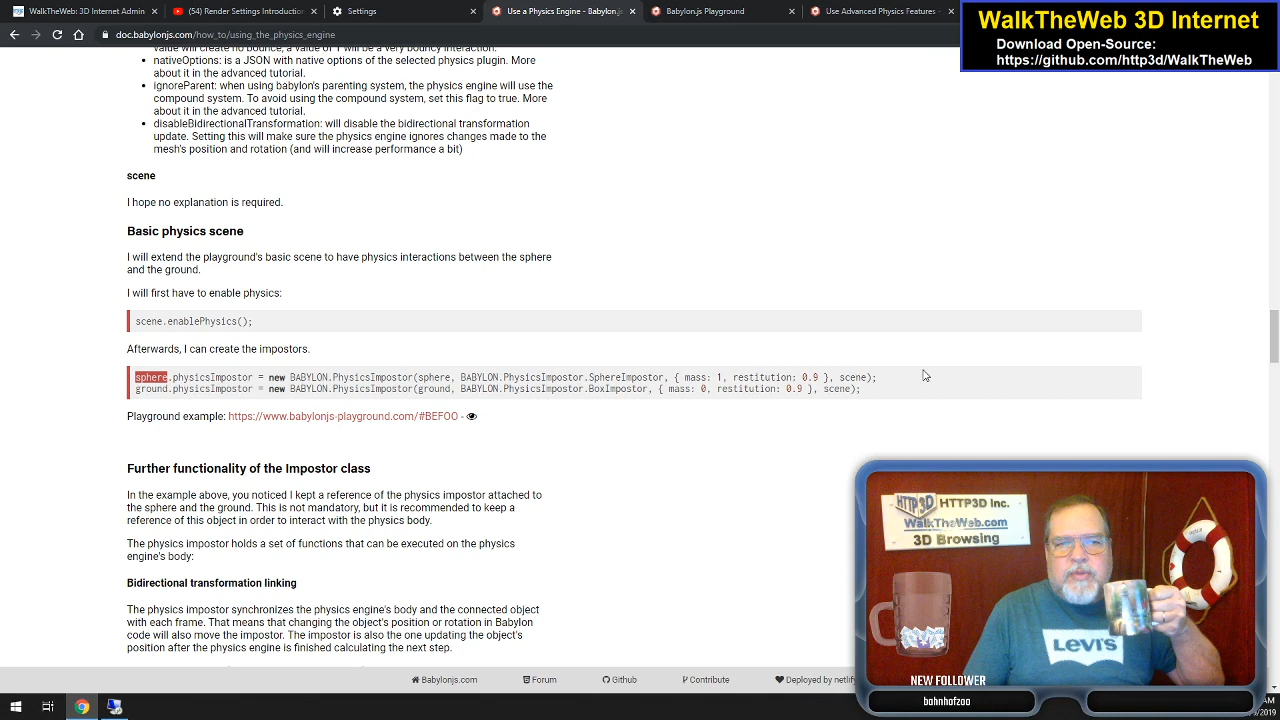 WalkTheWeb: 3D Internet Admin
(54) Render Settings Introduction
Settings
Use a Physics Engine - Babylon.js
Babylon.js Playground
Use Advanced Physics Features -
WalkTheWeb 3D Internet
Download Open-Source:
https://github.com/http3d/WalkTheWeb
doc.babylonjs.com/how_to/using_the_physics_engine
value will create no bounce, a value of 1 will be a very bouncy interaction.
nativeOptions: is a JSON with native options of the selected physics plugin. More
about it in the advanced tutorial.
ignoreParent: when using babylon's parenting system, the physics engine will use the
compound system. To avoid using the compound system, set this flag to true. More
about it in the advanced tutorial.
disableBidirectionalTransformation: will disable the bidirectional transformation
update. Setting this will make sure the physics engine ignores changes made to the
mesh's position and rotation (and will increase performance a bit)
scene
I hope no explanation is required.
Basic physics scene
I will extend the playground's basic scene to have physics interactions between the sphere
and the ground.
I will first have to enable physics:
scene.enablePhysics();
Afterwards, I can create the impostors.
sphere.physicsImpostor = new BABYLON.PhysicsImpostor(sphere, BABYLON.PhysicsImpostor.SphereImpostor, { mass: 1, restitution: 0.9 }, scene);
ground.physicsImpostor = new BABYLON.PhysicsImpostor(ground, BABYLON.PhysicsImpostor.BoxImpostor, { mass: 0, restitution: 0.9 }, scene);
Playground example: https://www.babylonjs-playground.com/#BEFOO -
Further functionality of the Impostor class
In the example above, you noticed I kept a reference of the physics impostor attached to
the sphere and the ground. This is not mandatory, but it is recommended to keep a
reference of this object in order to interact with the physics body.
The physics impostor holds a set of functions that can be executed on the physics
engine's body:
Bidirectional transformation linking
The physics impostor synchronizes the physics engine's body and the connected object
with each frame. That means that changing the object's position or rotation in Babylon
code will also move the impostor. The impostor is also the one updating the object's
position after the physics engine is finished calculating the next step.
Babylonjs.com
Forum
Github
Contribute
Deployed by netlify
HTTP3D
HTTP3D Inc.
WalkTheWeb.com
3D Browsing
LEVI'S
NEW FOLLOWER
bahnhofzoo